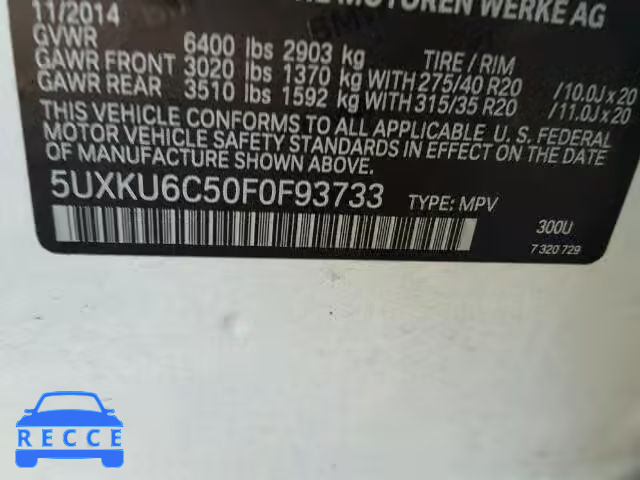 MOTOREN WERKE AG
11/2014
GVWR 6400 lbs 2903 kg TIRE / RIM
GAWR FRONT 3020 lbs 1370 kg WITH 275/40 R20 /10.0J x 20
GAWR REAR 3510 lbs 1592 kg WITH 315/35 R20 /11.0J x 20
THIS VEHICLE CONFORMS TO ALL APPLICABLE U. S. FEDERAL
MOTOR VEHICLE SAFETY STANDARDS IN EFFECT ON THE DATE
OF MANUFACTURE SHOWN ABOVE.
5UXKU6C50F0F93733 TYPE: MPV 300U
7 320 729
RECCE